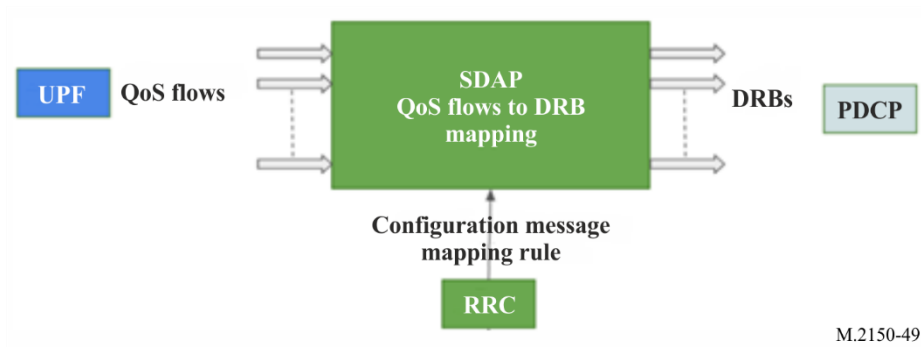 UPF
QoS flows
SDAP
QoS flows to DRB
mapping
DRBs
PDCP
Configuration message
mapping rule
RRC
M.2150-49